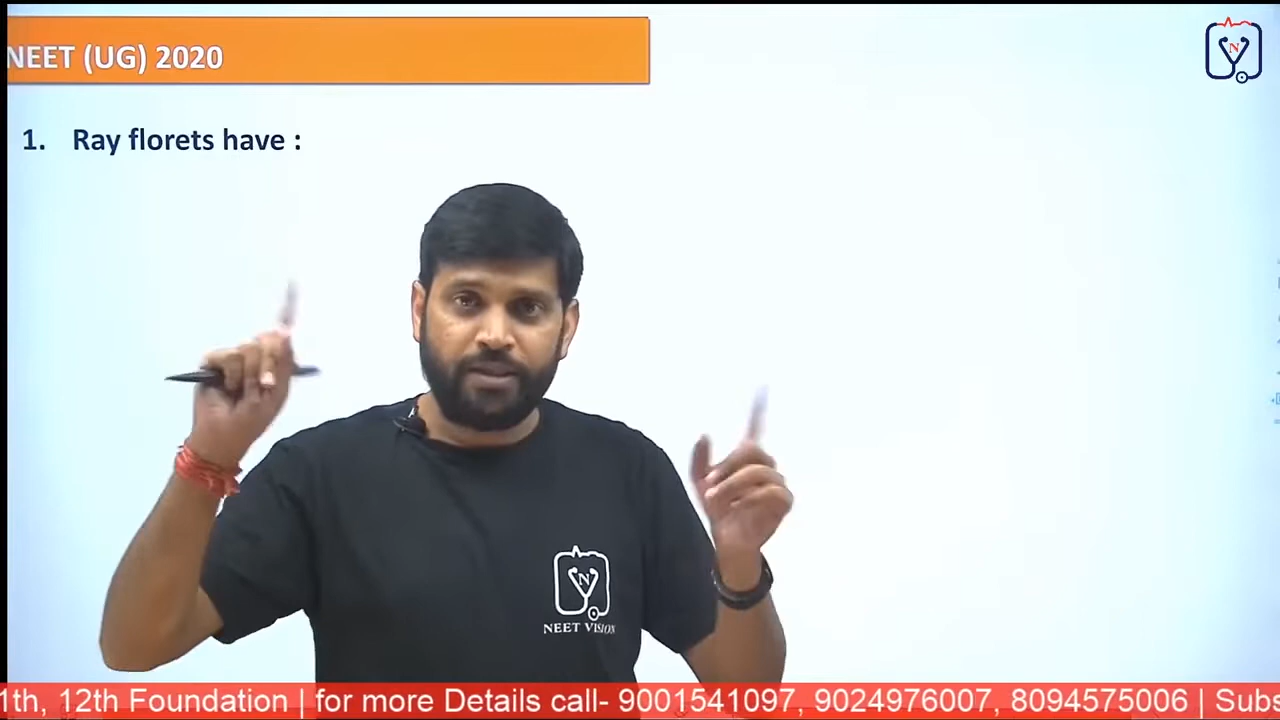 NEET (UG) 2020
N
1. Ray florets have :
N
NEET VISION
1th, 12th Foundation | for more Details call- 9001541097, 9024976007, 8094575006 | Subs